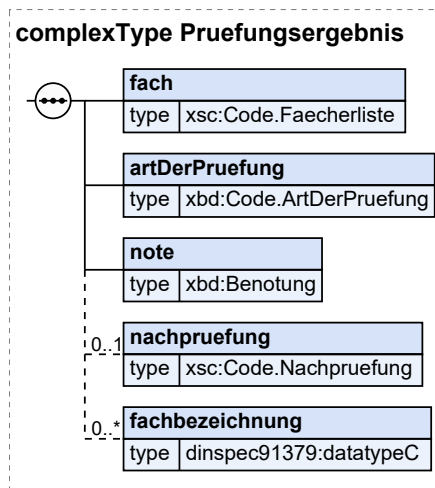 complexType Pruefungsergebnis
fach
type xsc:Code.Faecherliste
artDerPruefung
type xbd:Code.ArtDerPruefung
note
type xbd:Benotung
0..1
nachpruefung
type xsc:Code.Nachpruefung
0..*
fachbezeichnung
type dinspec91379:datatypeC